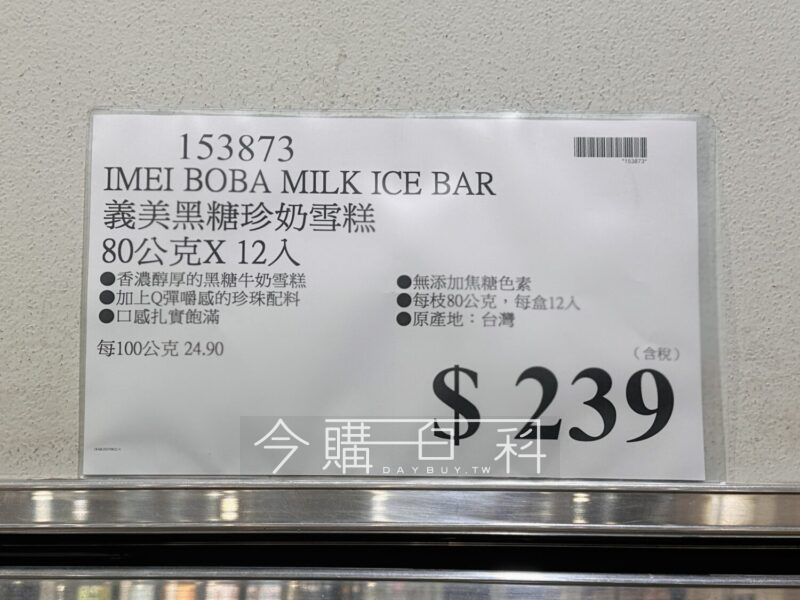 153873
*153873*
IMEI BOBA MILK ICE BAR
義美黑糖珍奶雪糕
80公克X 12入
●香濃醇厚的黑糖牛奶雪糕
●加上Q彈嚼感的珍珠配料
●口感扎實飽滿
●無添加焦糖色素
●每枝80公克，每盒12入
●原產地：台灣
每100公克 24.90
（含稅）
$ 239
今購百科
DAYBUY.TW